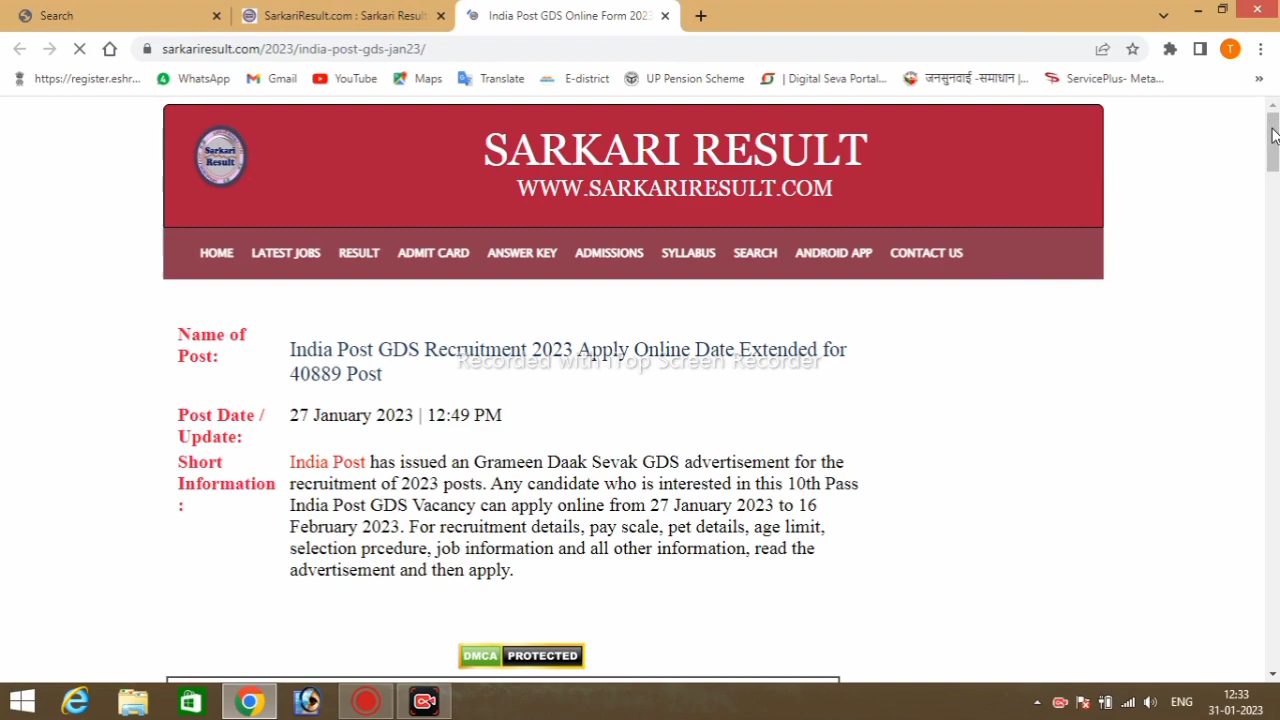 Search
SarkariResult.com : Sarkari Result
India Post GDS Online Form 2023
sarkariresult.com/2023/india-post-gds-jan23/
T
https://register.eshr...
WhatsApp
Gmail
YouTube
Maps
Translate
E-district
UP Pension Scheme
| Digital Seva Portal...
जनसुनवाई -समाधान |...
ServicePlus- Meta...
»
Sarkari
Result
SARKARI RESULT
WWW.SARKARIRESULT.COM
HOME LATEST JOBS RESULT ADMIT CARD ANSWER KEY ADMISSIONS SYLLABUS SEARCH ANDROID APP CONTACT US
Name of
Post:
India Post GDS Recruitment 2023 Apply Online Date Extended for
40889 Post
Recorded with iTop Screen Recorder
Post Date /
Update:
27 January 2023 | 12:49 PM
Short
Information
:
India Post has issued an Grameen Daak Sevak GDS advertisement for the
recruitment of 2023 posts. Any candidate who is interested in this 10th Pass
India Post GDS Vacancy can apply online from 27 January 2023 to 16
February 2023. For recruitment details, pay scale, pet details, age limit,
selection prcedure, job information and all other information, read the
advertisement and then apply.
DMCA PROTECTED
ENG
12:33
31-01-2023